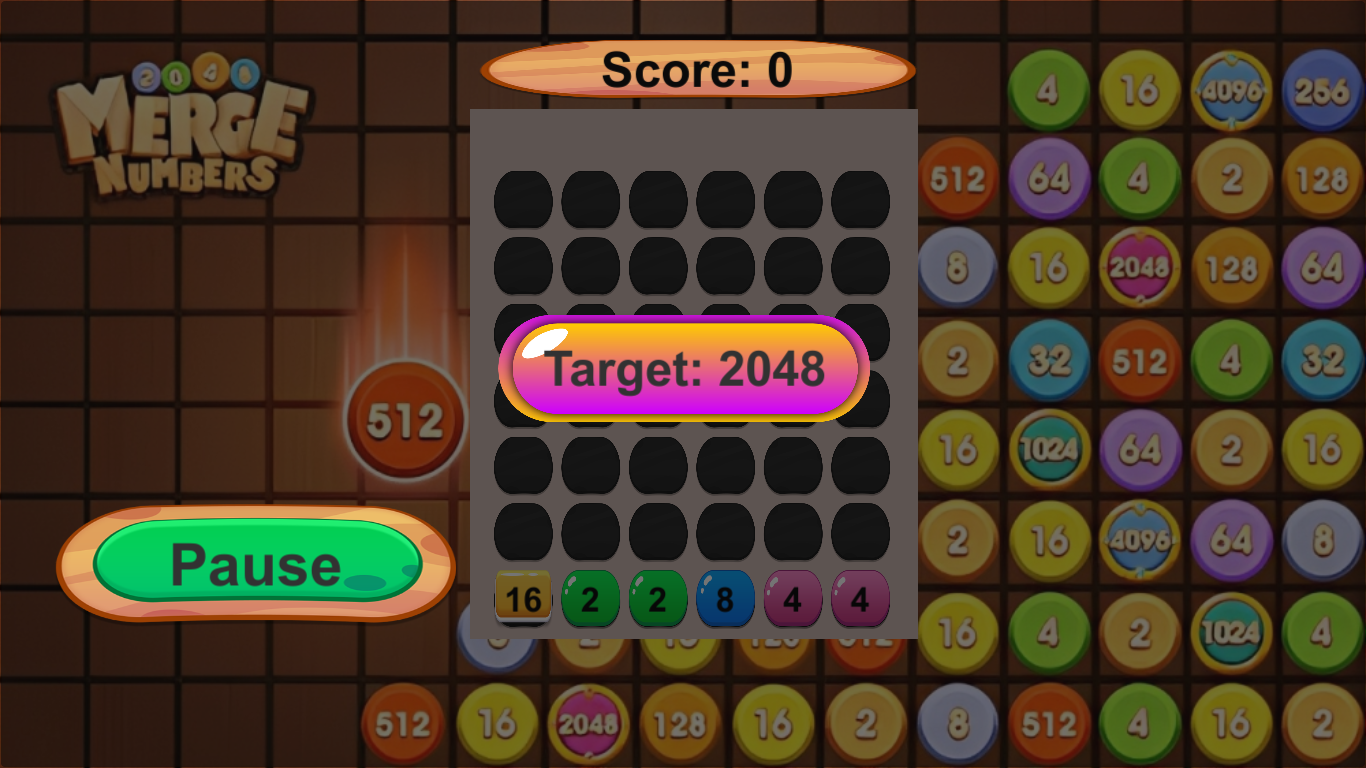 2048
MERGE
NUMBERS
Score: 0
4 16 4096 256
512 64 4 2 128
8 16 2048 128 64
Target: 2048
2 32 512 4 32
512
16 1024 64 2 16
Pause
2 16 4096 64 8
16 2 2 8 4 4
16 4 2 1024 4
512 16 2048 128 16 2 8 512 4 16 2